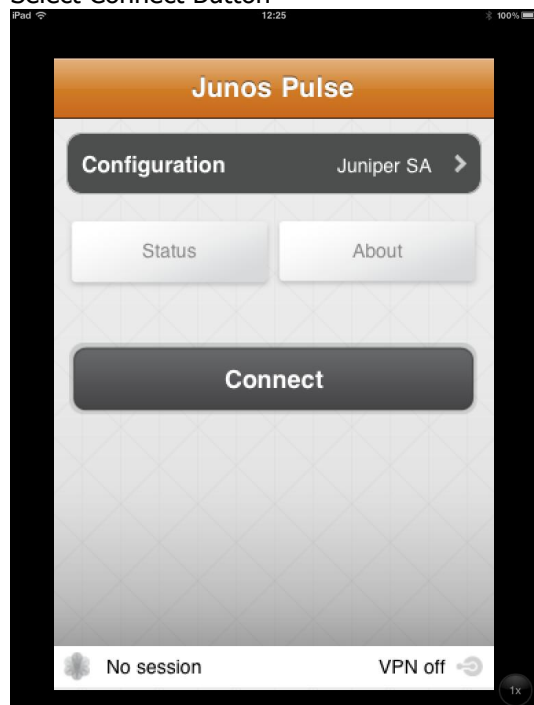 Select Connect Button
iPad 12:25 100%
Junos Pulse
Configuration Juniper SA
Status About
Connect
No session VPN off
1x